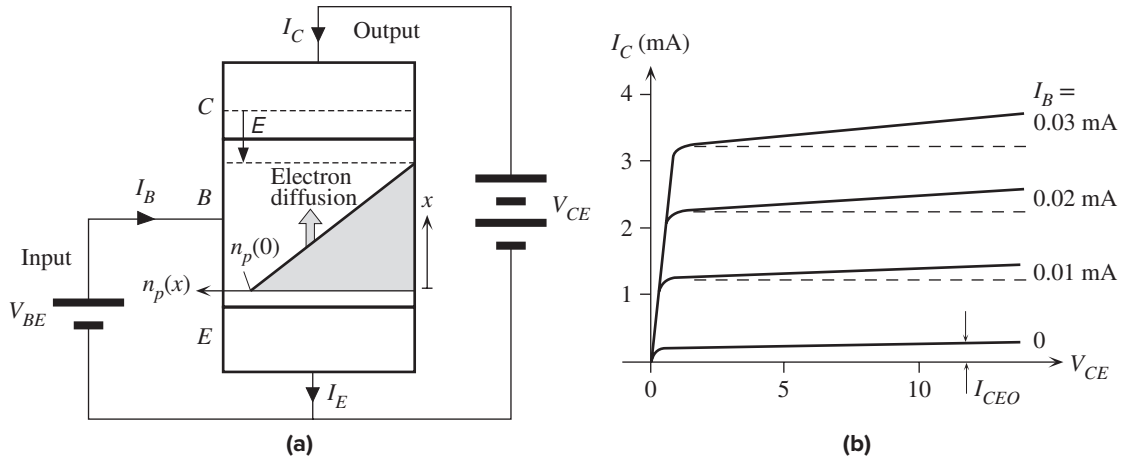 I_C
Output
C
E
Electron
diffusion
x
I_B
B
V_CE
n_p(0)
Input
n_p(x)
V_BE
E
I_E
(a)
I_C (mA)
I_B =
4
0.03 mA
3
0.02 mA
2
0.01 mA
1
0
V_CE
0
5
10
I_CEO
(b)